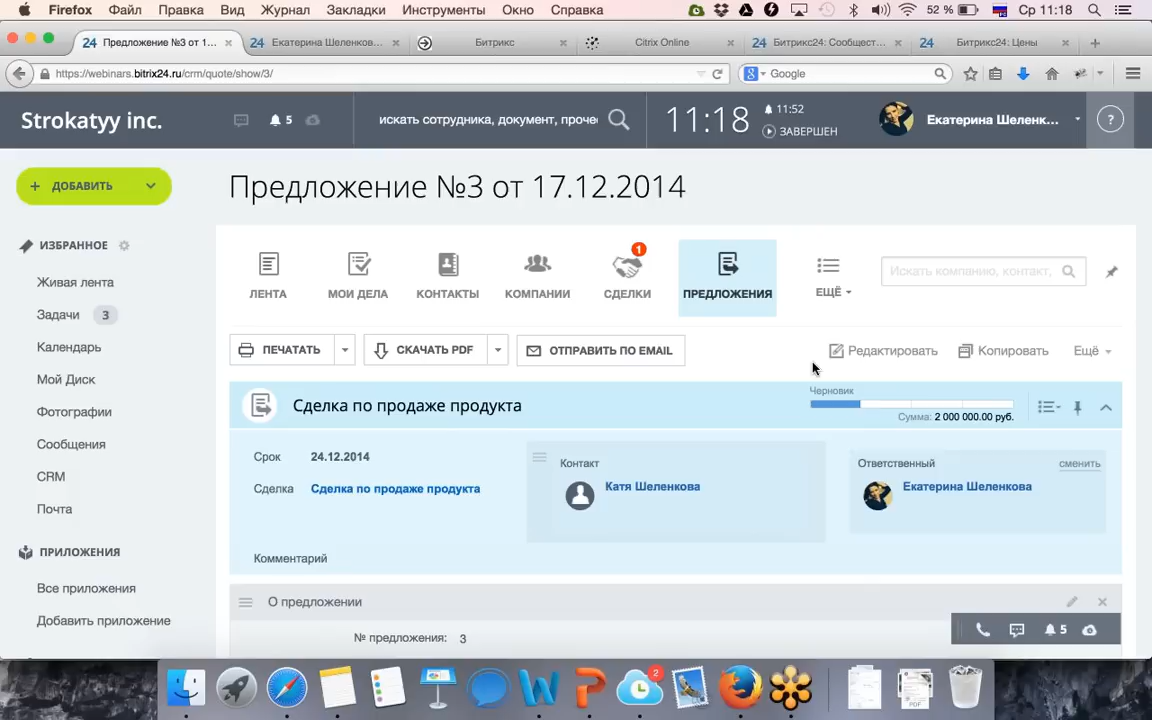 Firefox Файл Правка Вид Журнал Закладки Инструменты Окно Справка 52 % Ср 11:18
24 Предложение №3 от 1... 24 Екатерина Шеленков... Битрикс Citrix Online 24 Битрикс24: Сообщест... 24 Битрикс24: Цены
https://webinars.bitrix24.ru/crm/quote/show/3/ Google
Strokatyy inc. 5 искать сотрудника, документ, проче 11:18 11:52 ЗАВЕРШЕН Екатерина Шеленк... ?
+ ДОБАВИТЬ
Предложение №3 от 17.12.2014
ИЗБРАННОЕ
Живая лента
Задачи 3
Календарь
Мой Диск
Фотографии
Сообщения
CRM
Почта
ПРИЛОЖЕНИЯ
Все приложения
Добавить приложение
ЛЕНТА МОИ ДЕЛА КОНТАКТЫ КОМПАНИИ 1 СДЕЛКИ ПРЕДЛОЖЕНИЯ ЕЩЁ Искать компанию, контакт,
ПЕЧАТАТЬ СКАЧАТЬ PDF ОТПРАВИТЬ ПО EMAIL Редактировать Копировать Ещё
Сделка по продаже продукта
Черновик
Сумма: 2 000 000.00 руб.
Срок 24.12.2014
Сделка Сделка по продаже продукта
Контакт
Катя Шеленкова
Ответственный сменить
Екатерина Шеленкова
Комментарий
О предложении
№ предложения: 3
5
2
PDF